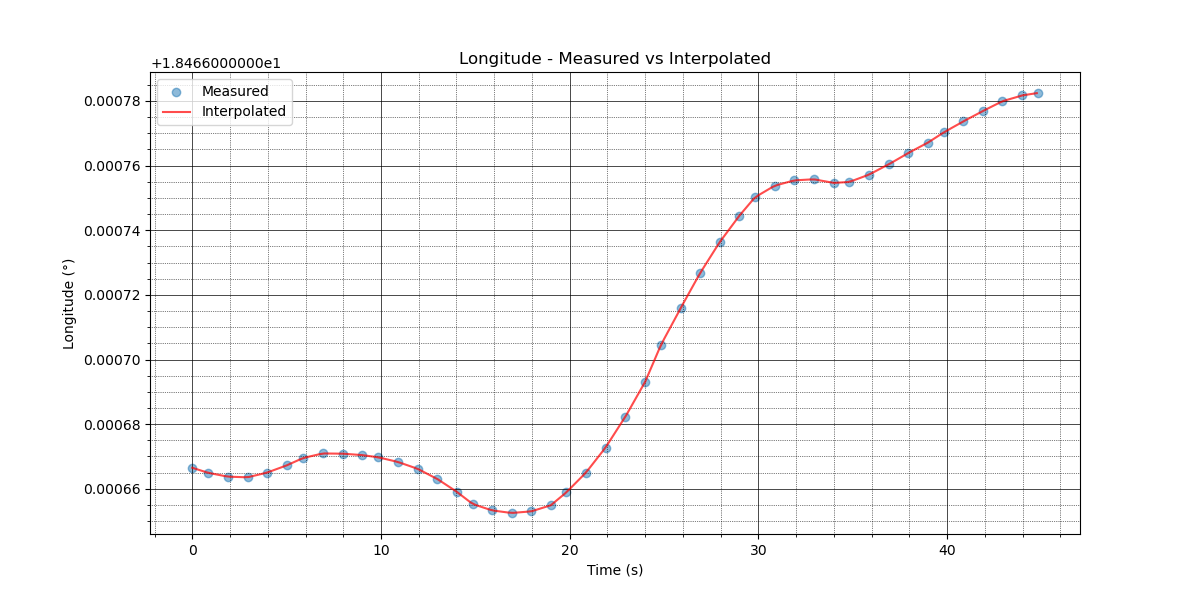 Longitude - Measured vs Interpolated
+1.8466000000e1
Measured
Interpolated
0.00078
0.00076
0.00074
0.00072
0.00070
0.00068
0.00066
Longitude (°)
0 10 20 30 40
Time (s)